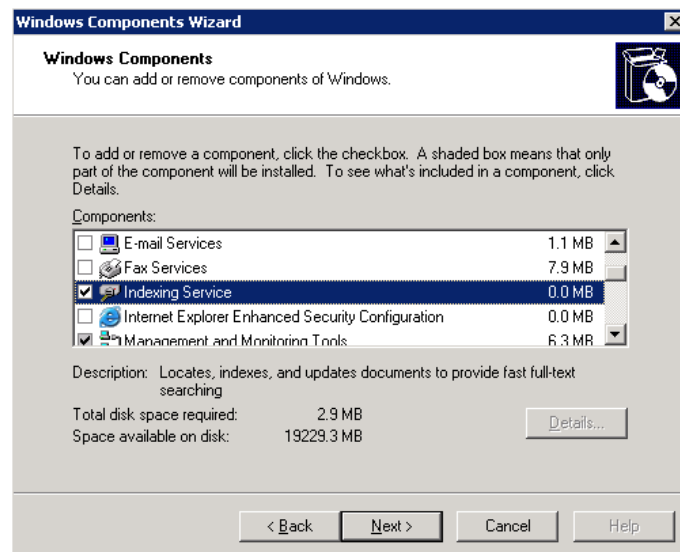 Windows Components Wizard
Windows Components
You can add or remove components of Windows.
To add or remove a component, click the checkbox. A shaded box means that only
part of the component will be installed. To see what's included in a component, click
Details.
Components:
E-mail Services 1.1 MB
Fax Services 7.9 MB
Indexing Service 0.0 MB
Internet Explorer Enhanced Security Configuration 0.0 MB
Management and Monitoring Tools 6.3 MB
Description: Locates, indexes, and updates documents to provide fast full-text
searching
Total disk space required: 2.9 MB
Space available on disk: 19229.3 MB
Details...
< Back Next > Cancel Help